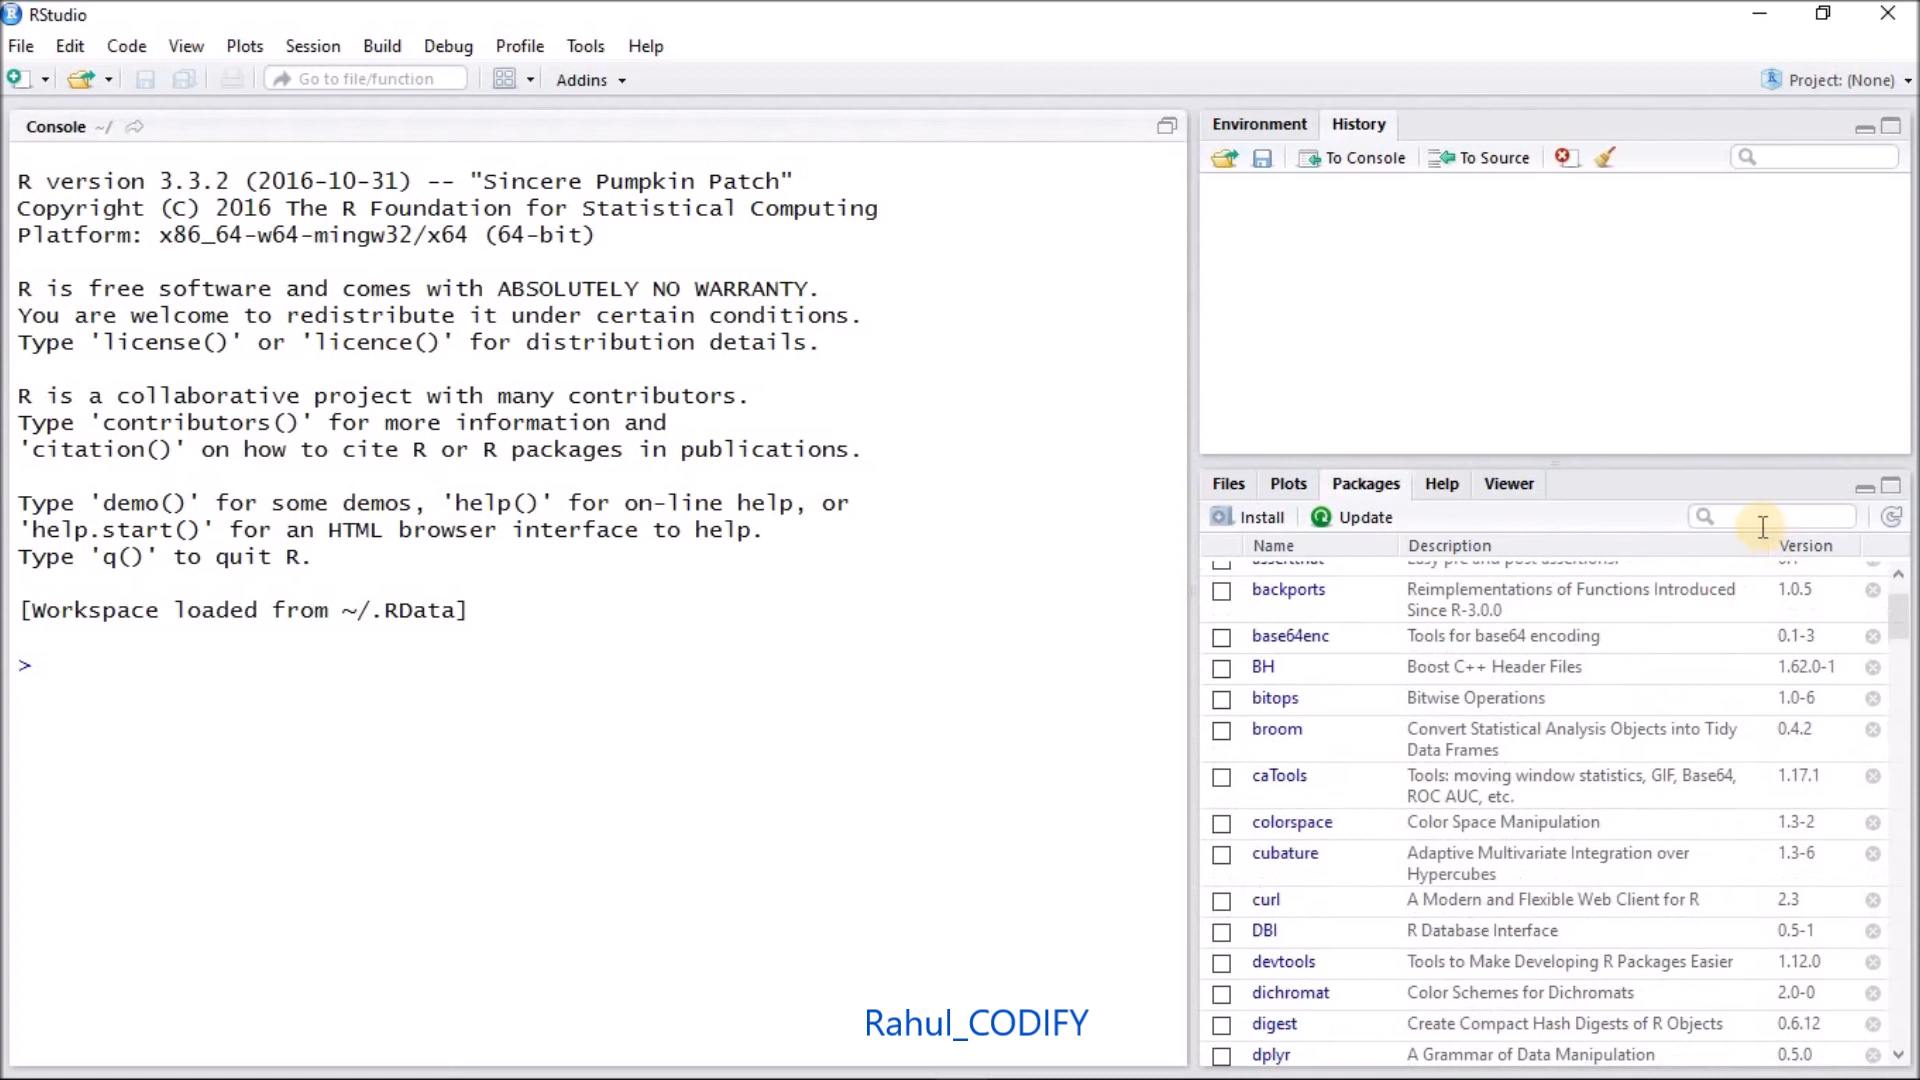 RStudio
File Edit Code View Plots Session Build Debug Profile Tools Help
Go to file/function Addins Project: (None)
Console ~/
R version 3.3.2 (2016-10-31) -- "Sincere Pumpkin Patch"
Copyright (C) 2016 The R Foundation for Statistical Computing
Platform: x86_64-w64-mingw32/x64 (64-bit)
R is free software and comes with ABSOLUTELY NO WARRANTY.
You are welcome to redistribute it under certain conditions.
Type 'license()' or 'licence()' for distribution details.
R is a collaborative project with many contributors.
Type 'contributors()' for more information and
'citation()' on how to cite R or R packages in publications.
Type 'demo()' for some demos, 'help()' for on-line help, or
'help.start()' for an HTML browser interface to help.
Type 'q()' to quit R.
[Workspace loaded from ~/.RData]
>
Rahul_CODIFY
Environment History
To Console To Source
Files Plots Packages Help Viewer
Install Update
Name Description Version
assertthat Easy pre and post assertions.
backports Reimplementations of Functions Introduced 1.0.5
Since R-3.0.0
base64enc Tools for base64 encoding 0.1-3
BH Boost C++ Header Files 1.62.0-1
bitops Bitwise Operations 1.0-6
broom Convert Statistical Analysis Objects into Tidy 0.4.2
Data Frames
caTools Tools: moving window statistics, GIF, Base64, 1.17.1
ROC AUC, etc.
colorspace Color Space Manipulation 1.3-2
cubature Adaptive Multivariate Integration over 1.3-6
Hypercubes
curl A Modern and Flexible Web Client for R 2.3
DBI R Database Interface 0.5-1
devtools Tools to Make Developing R Packages Easier 1.12.0
dichromat Color Schemes for Dichromats 2.0-0
digest Create Compact Hash Digests of R Objects 0.6.12
dplyr A Grammar of Data Manipulation 0.5.0